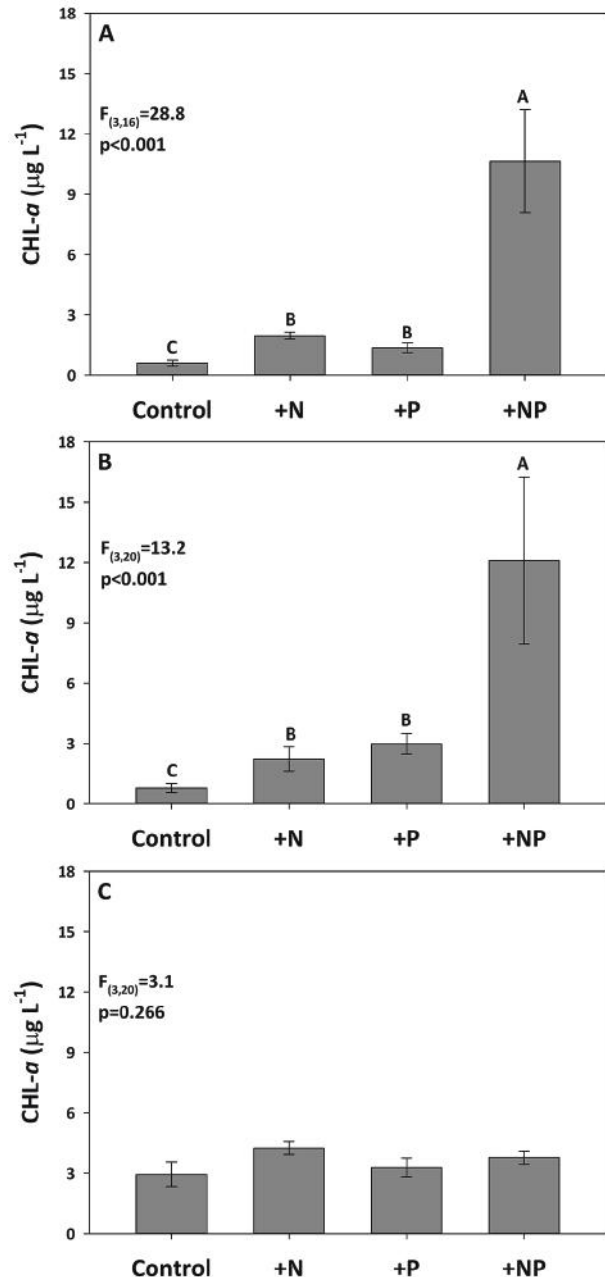 A
18
15
12
9
6
3
0
CHL-a (µg L-1)
F(3,16)=28.8
p<0.001
C
B
B
A
Control +N +P +NP
B
18
15
12
9
6
3
0
CHL-a (µg L-1)
F(3,20)=13.2
p<0.001
C
B
B
A
Control +N +P +NP
C
18
15
12
9
6
3
0
CHL-a (µg L-1)
F(3,20)=3.1
p=0.266
Control +N +P +NP